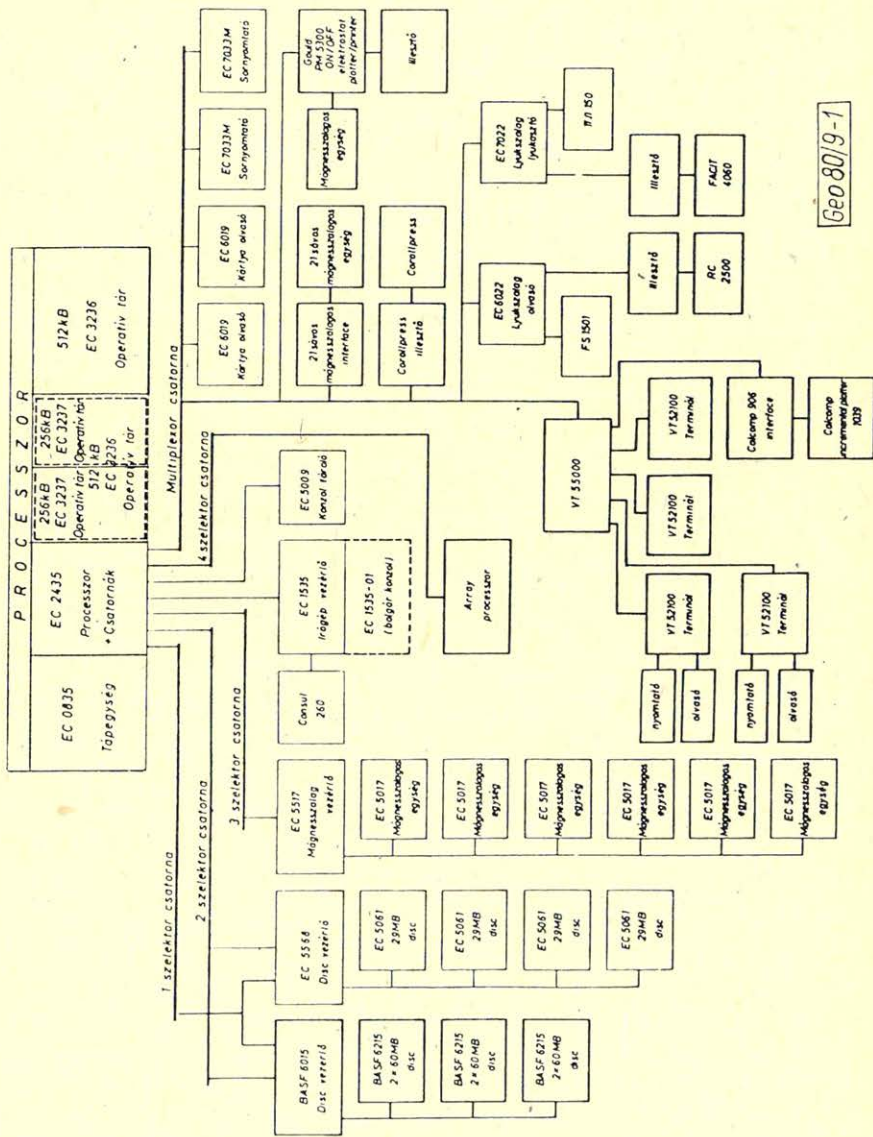 PROCESSZOR
EC 0835
Tápegység
EC 2435
Processzor
+ Csatornák
256kB
EC 3237
Operatív tár
512
EC
Operatív tár
256kB
EC 3237
Operatív tár
kB
3236
Operatív tár
512kB
EC 3236
Operatív tár
1 szelektor csatorna
2 szelektor csatorna
3 szelektor csatorna
4 szelektor csatorna
Multiplexor csatorna
BASF 6015
Disc vezérlő
BASF 6215
2*60MB
disc
BASF 6215
2*60MB
disc
BASF 6215
2*60MB
disc
EC 5568
Disc vezérlő
EC 5061
29MB
disc
EC 5061
29MB
disc
EC 5061
29MB
disc
EC 5061
29MB
disc
EC 5517
Mágnesszalag
vezérlő
EC 5017
Mágnesszalagos
egység
EC 5017
Mágnesszalagos
egység
EC 5017
Mágnesszalagos
egység
EC 5017
Mágnesszalagos
egység
EC 5017
Mágnesszalagos
egység
EC 5017
Mágnesszalagos
egység
Consul
260
EC 1535
Irógép vezérlő
EC 1535-01
(bolgár konzol)
EC 5009
Konzol tároló
Array
processzor
EC 6019
Kártya olvasó
EC 6019
Kártya olvasó
EC 7033M
Sornyomtató
EC 7033M
Sornyomtató
21 sávos
mágnesszalagos
interface
21 sávos
mágnesszalagos
egység
Mágnesszalagos
egység
Gould
PM 5300
ON/OFF
elektrostat
plotter/printer
Illesztő
Corallpress
illesztő
Corallpress
EC 6022
Lyukszalag
olvasó
FS 1501
Illesztő
RC
2500
EC 7022
Lyukszalag
lyukasztó
ПЛ 150
Illesztő
FACIT
4060
VT 55000
VT 52100
Terminál
nyomtató
olvasó
VT 52100
Terminál
nyomtató
olvasó
VT 52100
Terminál
VT 52100
Terminál
Calcomp 906
interface
Calcomp
incremental plotter
1039
Geo 80/9-1